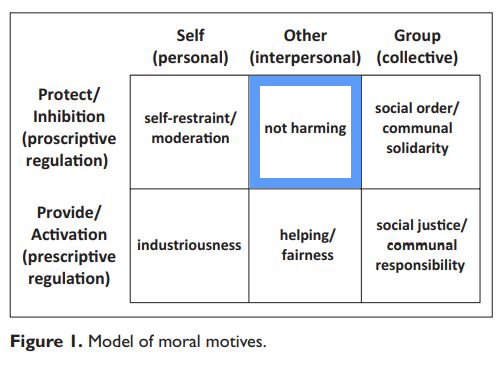 Self
(personal)
Other
(interpersonal)
Group
(collective)
Protect/
Inhibition
(proscriptive
regulation)
self-restraint/
moderation
not harming
social order/
communal
solidarity
Provide/
Activation
(prescriptive
regulation)
industriousness
helping/
fairness
social justice/
communal
responsibility
Figure 1. Model of moral motives.